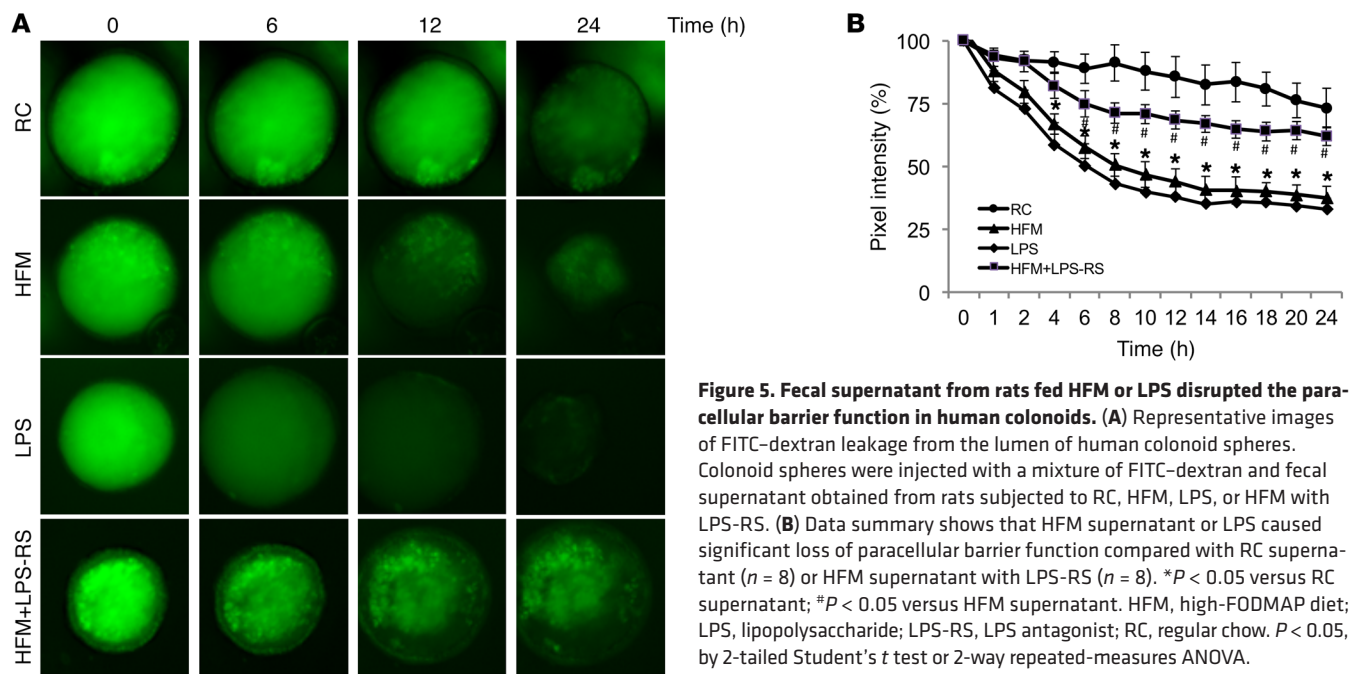 A
0 6 12 24 Time (h)
RC
HFM
LPS
HFM+LPS-RS
B
100
75
50
25
0
Pixel intensity (%)
* * * * * * * * * *
# # # # # # # # #
RC
HFM
LPS
HFM+LPS-RS
0 1 2 4 6 8 10 12 14 16 18 20 24
Time (h)
Figure 5. Fecal supernatant from rats fed HFM or LPS disrupted the para-
cellular barrier function in human colonoids. (A) Representative images
of FITC–dextran leakage from the lumen of human colonoid spheres.
Colonoid spheres were injected with a mixture of FITC–dextran and fecal
supernatant obtained from rats subjected to RC, HFM, LPS, or HFM with
LPS-RS. (B) Data summary shows that HFM supernatant or LPS caused
significant loss of paracellular barrier function compared with RC superna-
tant (n = 8) or HFM supernatant with LPS-RS (n = 8). *P < 0.05 versus RC
supernatant; #P < 0.05 versus HFM supernatant. HFM, high-FODMAP diet;
LPS, lipopolysaccharide; LPS-RS, LPS antagonist; RC, regular chow. P < 0.05,
by 2-tailed Student's t test or 2-way repeated-measures ANOVA.